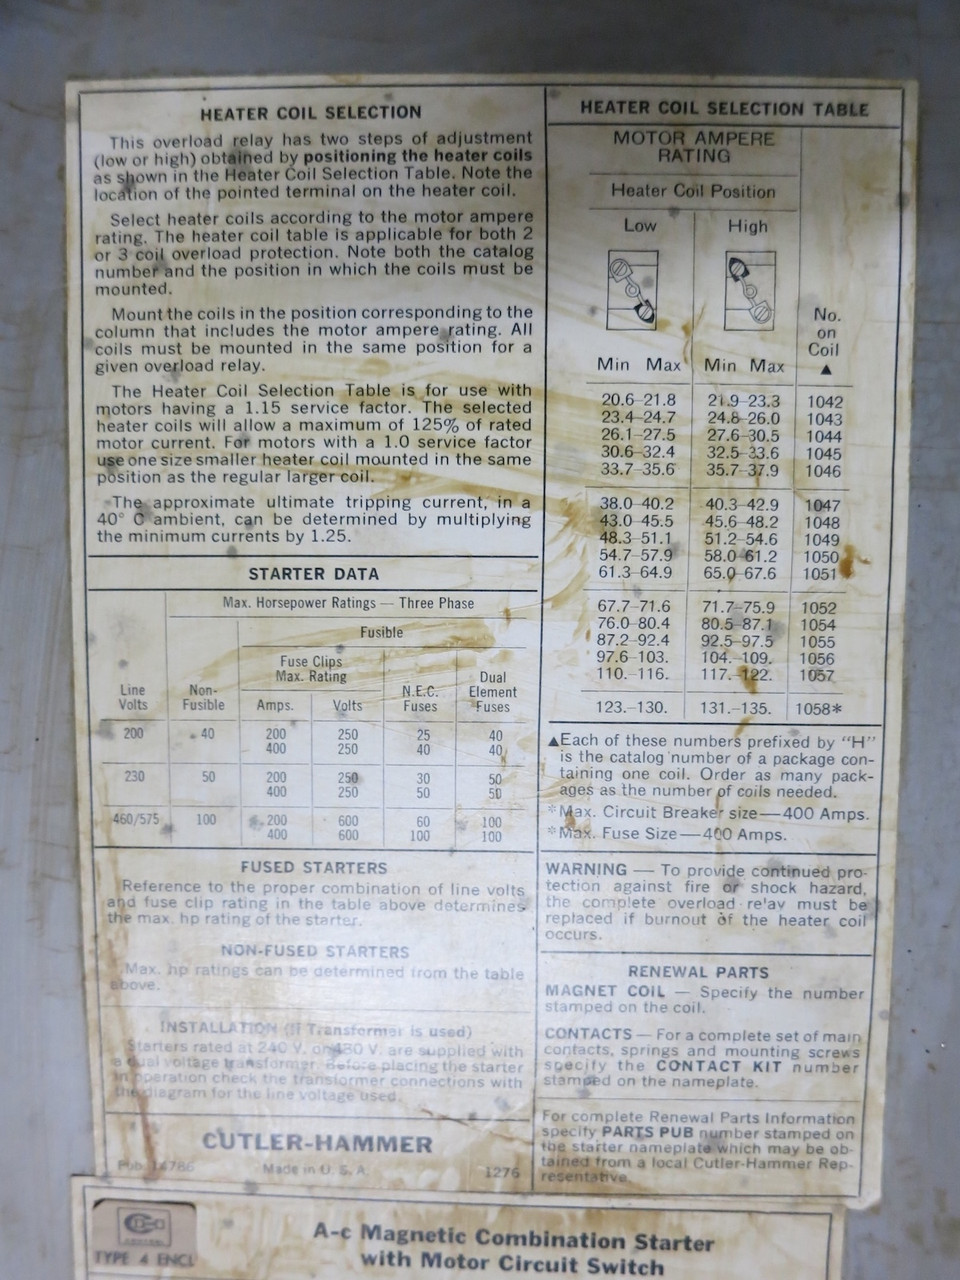 HEATER COIL SELECTION
This overload relay has two steps of adjustment
(low or high) obtained by positioning the heater coils
as shown in the Heater Coil Selection Table. Note the
location of the pointed terminal on the heater coil.
Select heater coils according to the motor ampere
rating. The heater coil table is applicable for both 2
or 3 coil overload protection. Note both the catalog
number and the position in which the coils must be
mounted.
Mount the coils in the position corresponding to the
column that includes the motor ampere rating. All
coils must be mounted in the same position for a
given overload relay.
The Heater Coil Selection Table is for use with
motors having a 1.15 service factor. The selected
heater coils will allow a maximum of 125% of rated
motor current. For motors with a 1.0 service factor
use one size smaller heater coil mounted in the same
position as the regular larger coil.
The approximate ultimate tripping current, in a
40° C ambient, can be determined by multiplying
the minimum currents by 1.25.
STARTER DATA
Max. Horsepower Ratings — Three Phase
Fusible
Fuse Clips
Max. Rating
Line
Volts
Non-
Fusible
Amps.
Volts
N.E.C.
Fuses
Dual
Element
Fuses
200 40 200 250 25 40
400 250 40 40
230 50 200 250 30 50
400 250 50 50
460/575 100 200 600 60 100
400 600 100 100
FUSED STARTERS
Reference to the proper combination of line volts
and fuse clip rating in the table above determines
the max. hp rating of the starter.
NON-FUSED STARTERS
Max. hp ratings can be determined from the table
above.
INSTALLATION (If Transformer is used)
Starters rated at 240 V. or 480 V. are supplied with
a dual voltage transformer. Before placing the starter
in operation check the transformer connections with
the diagram for the line voltage used.
CUTLER-HAMMER
Pub. 14786 Made in U. S. A. 1276
HEATER COIL SELECTION TABLE
MOTOR AMPERE
RATING
Heater Coil Position
Low High
No.
on
Coil
▲
Min Max Min Max
20.6–21.8 21.9–23.3 1042
23.4–24.7 24.8–26.0 1043
26.1–27.5 27.6–30.5 1044
30.6–32.4 32.5–33.6 1045
33.7–35.6 35.7–37.9 1046
38.0–40.2 40.3–42.9 1047
43.0–45.5 45.6–48.2 1048
48.3–51.1 51.2–54.6 1049
54.7–57.9 58.0–61.2 1050
61.3–64.9 65.0–67.6 1051
67.7–71.6 71.7–75.9 1052
76.0–80.4 80.5–87.1 1054
87.2–92.4 92.5–97.5 1055
97.6–103. 104.–109. 1056
110.–116. 117.–122. 1057
123.–130. 131.–135. 1058*
▲Each of these numbers prefixed by “H”
is the catalog number of a package con-
taining one coil. Order as many pack-
ages as the number of coils needed.
*Max. Circuit Breaker size—400 Amps.
*Max. Fuse Size—400 Amps.
WARNING — To provide continued pro-
tection against fire or shock hazard,
the complete overload relay must be
replaced if burnout of the heater coil
occurs.
RENEWAL PARTS
MAGNET COIL — Specify the number
stamped on the coil.
CONTACTS — For a complete set of main
contacts, springs and mounting screws
specify the CONTACT KIT number
stamped on the nameplate.
For complete Renewal Parts Information
specify PARTS PUB number stamped on
the starter nameplate which may be ob-
tained from a local Cutler-Hammer Rep-
resentative.
TYPE 4 ENCL
A-c Magnetic Combination Starter
with Motor Circuit Switch